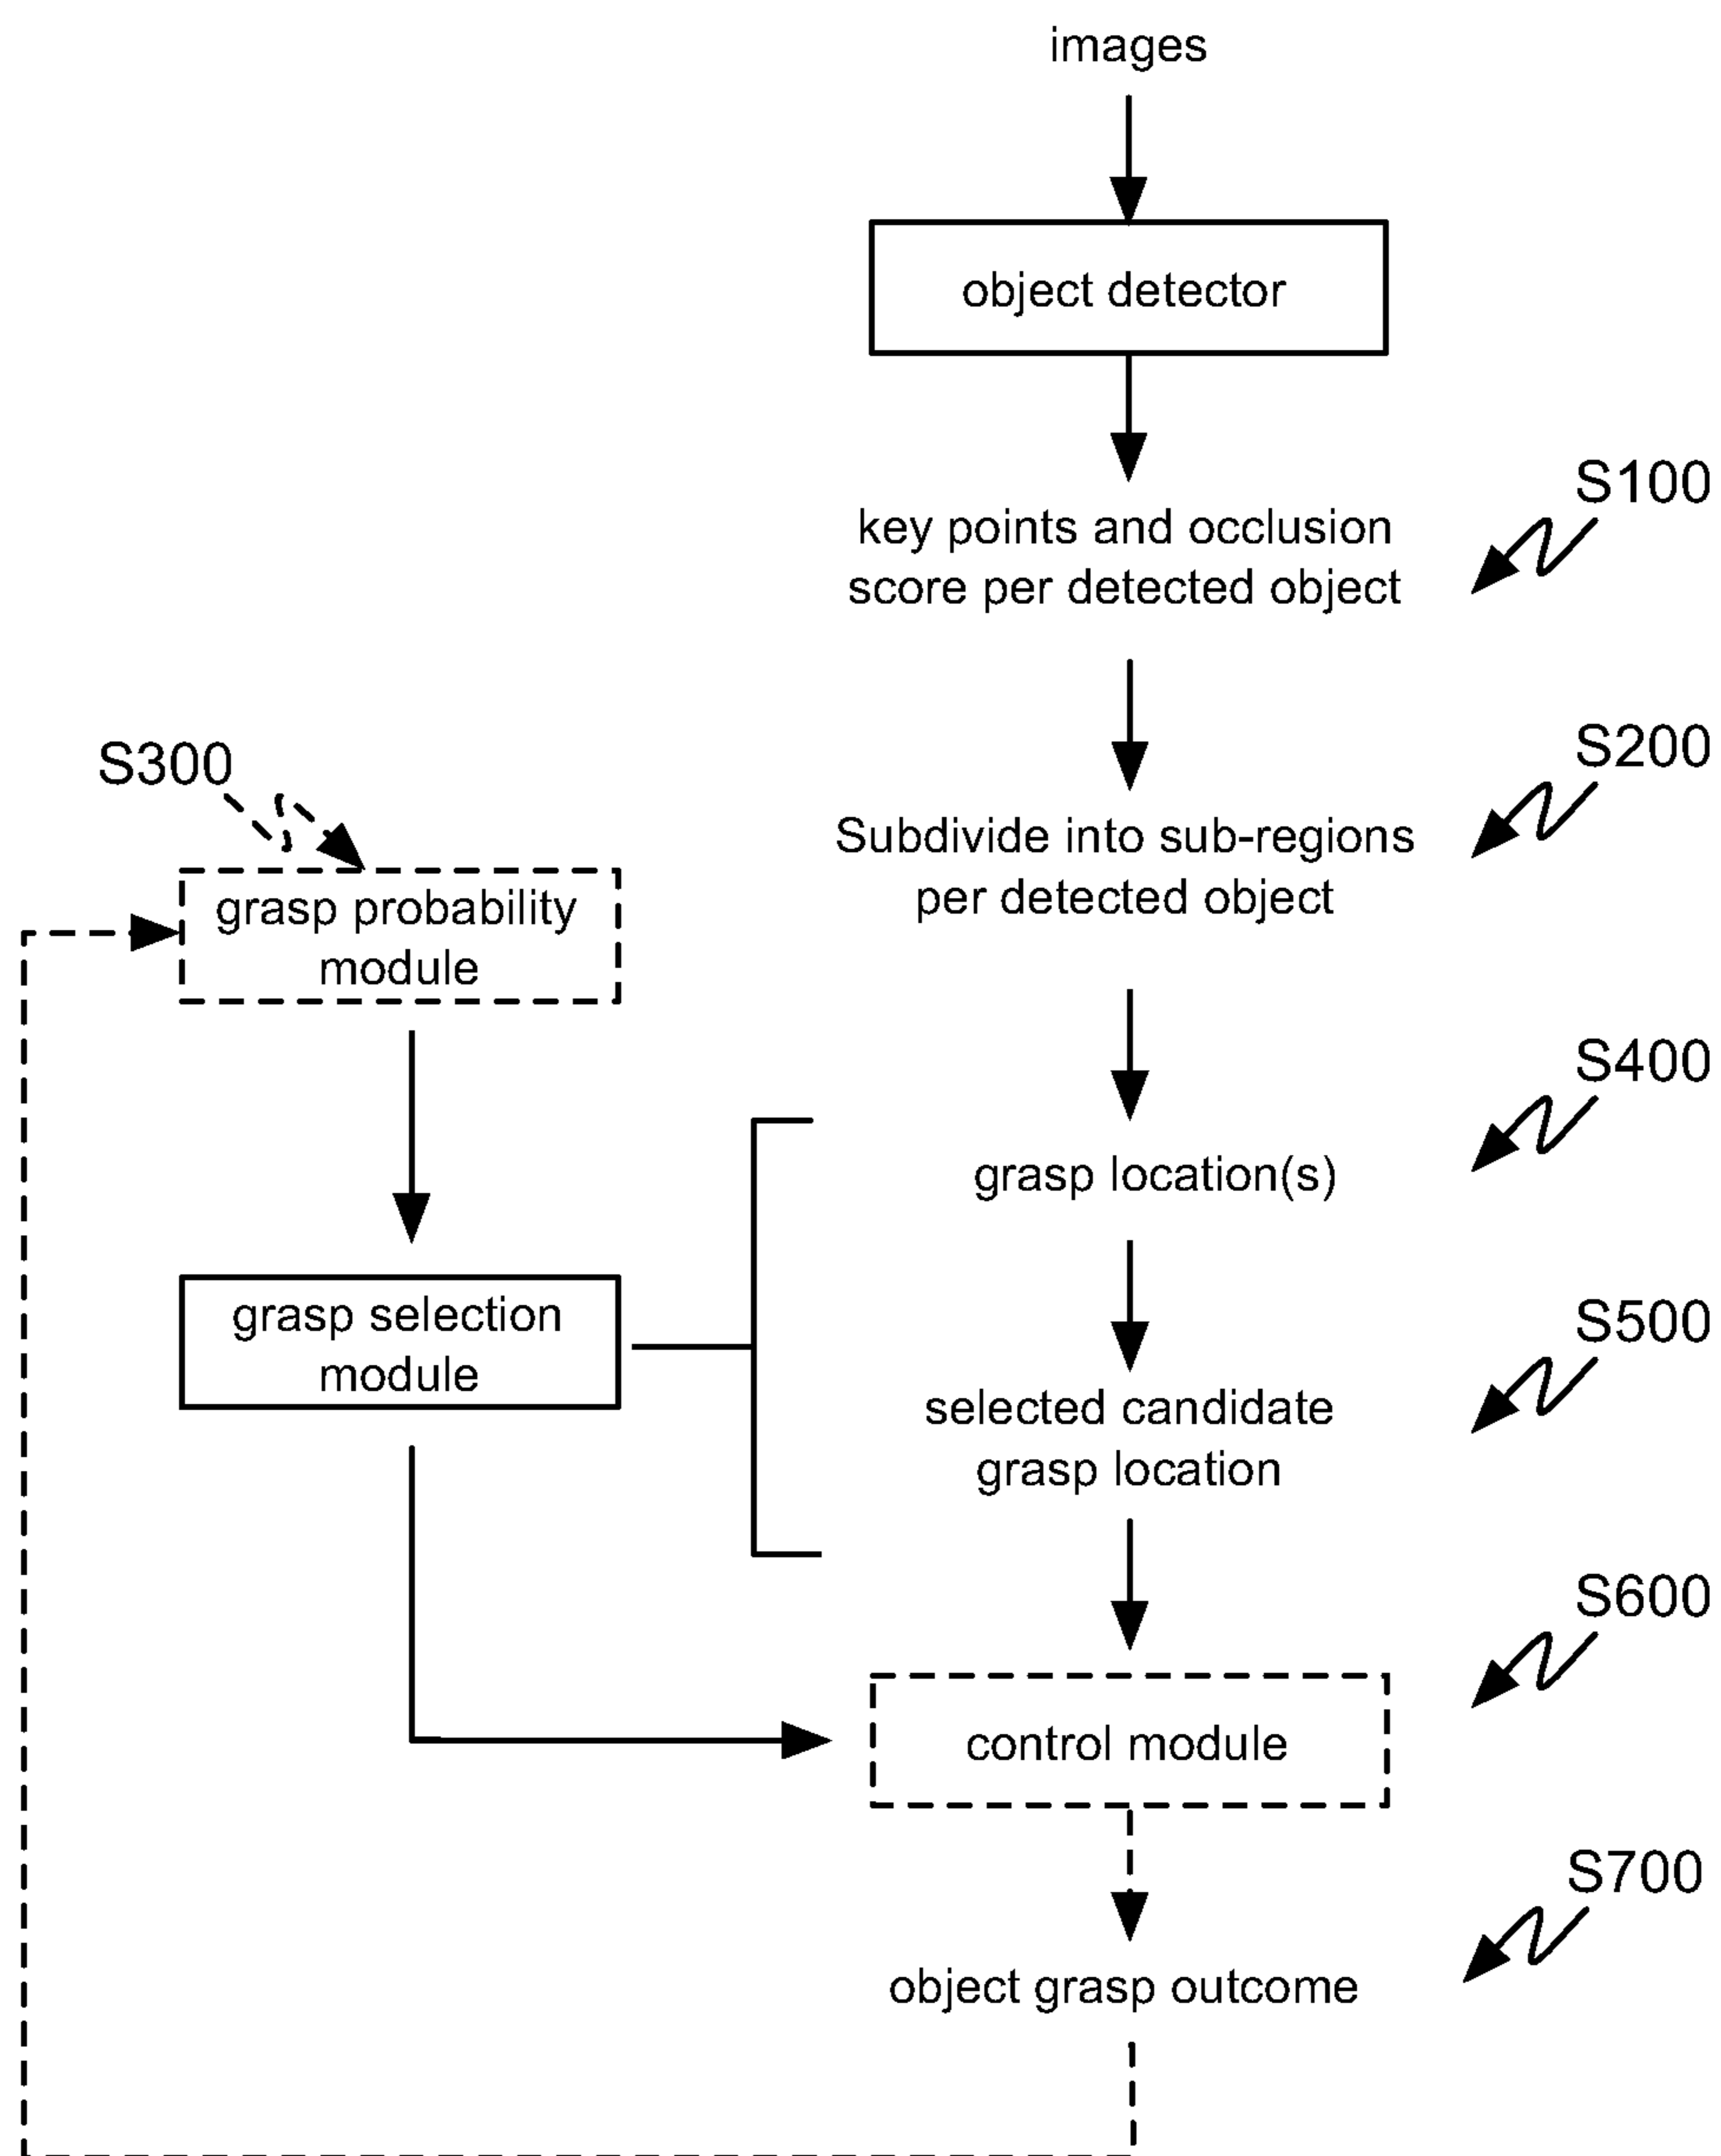 images
object detector
S100
key points and occlusion
score per detected object
S200
S300
Subdivide into sub-regions
per detected object
grasp probability
module
S400
grasp location(s)
grasp selection
module
S500
selected candidate
grasp location
S600
control module
S700
object grasp outcome